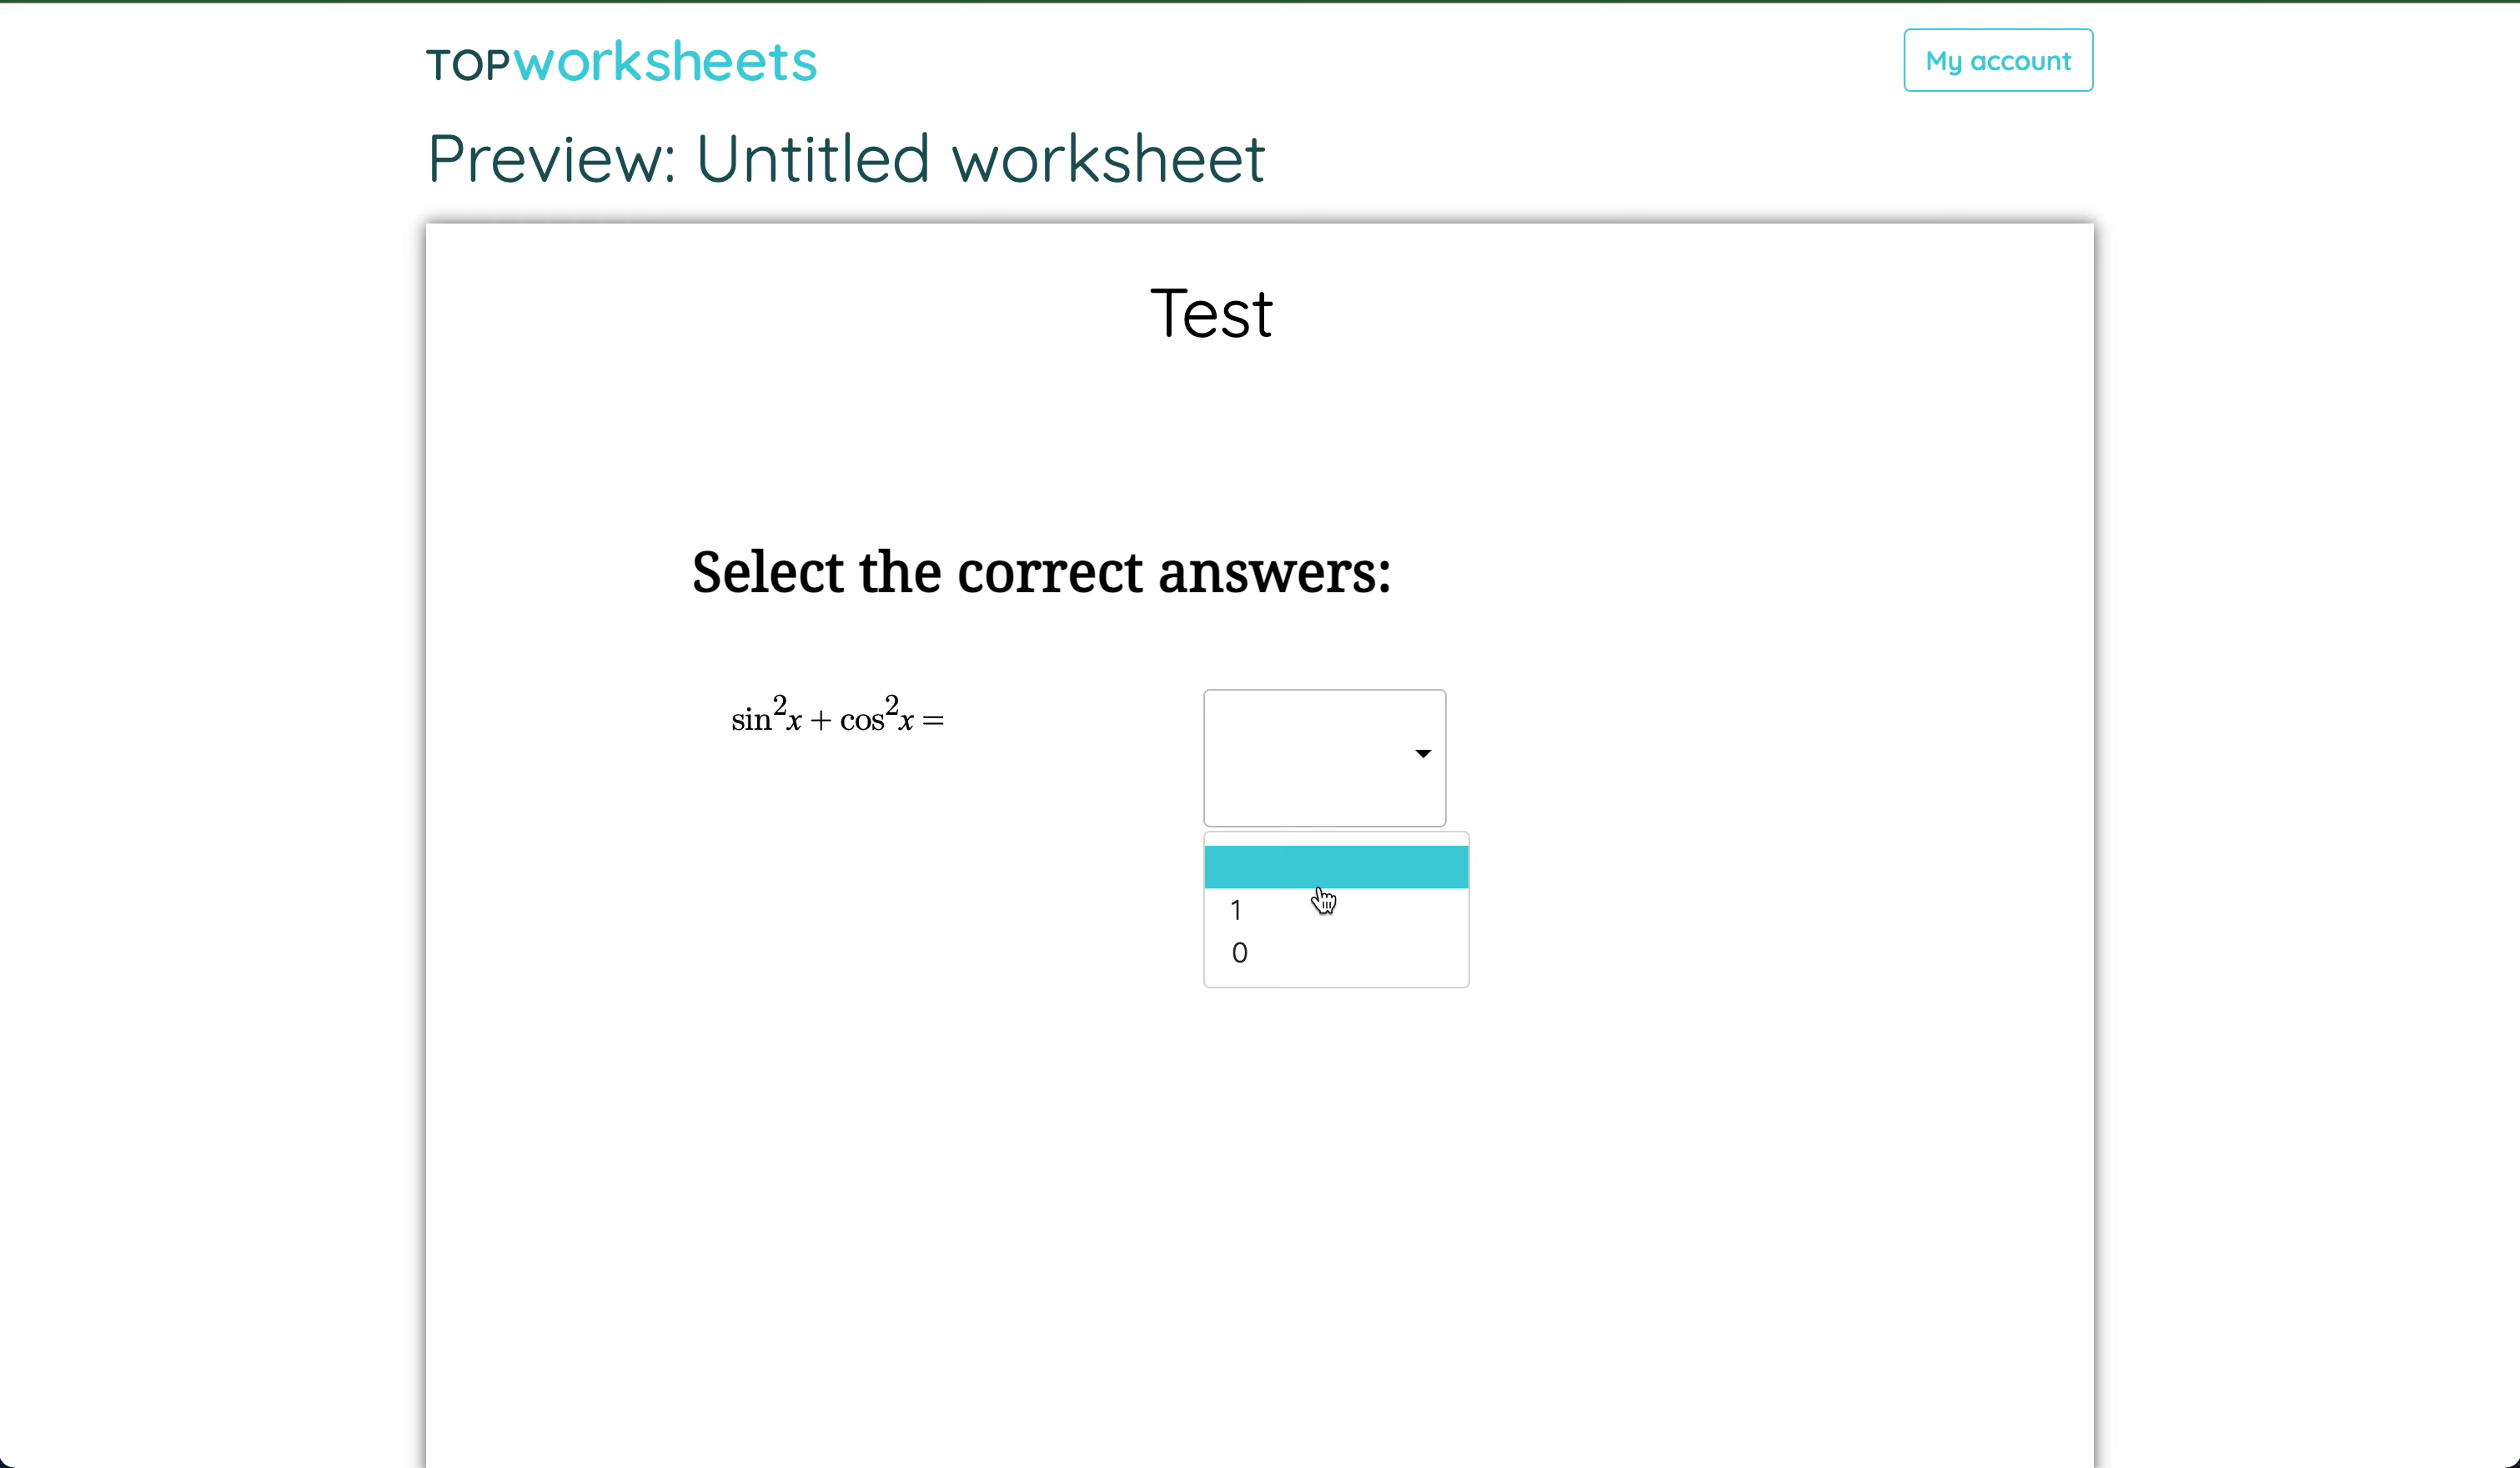 TOPworksheets
My account
Preview: Untitled worksheet
Test
Select the correct answers:
sin²x + cos²x =
1
0